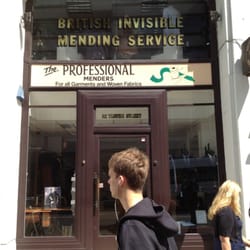 BRITISH INVISIBLE
MENDING SERVICE
The PROFESSIONAL
MENDERS
For all Garments and Woven Fabrics